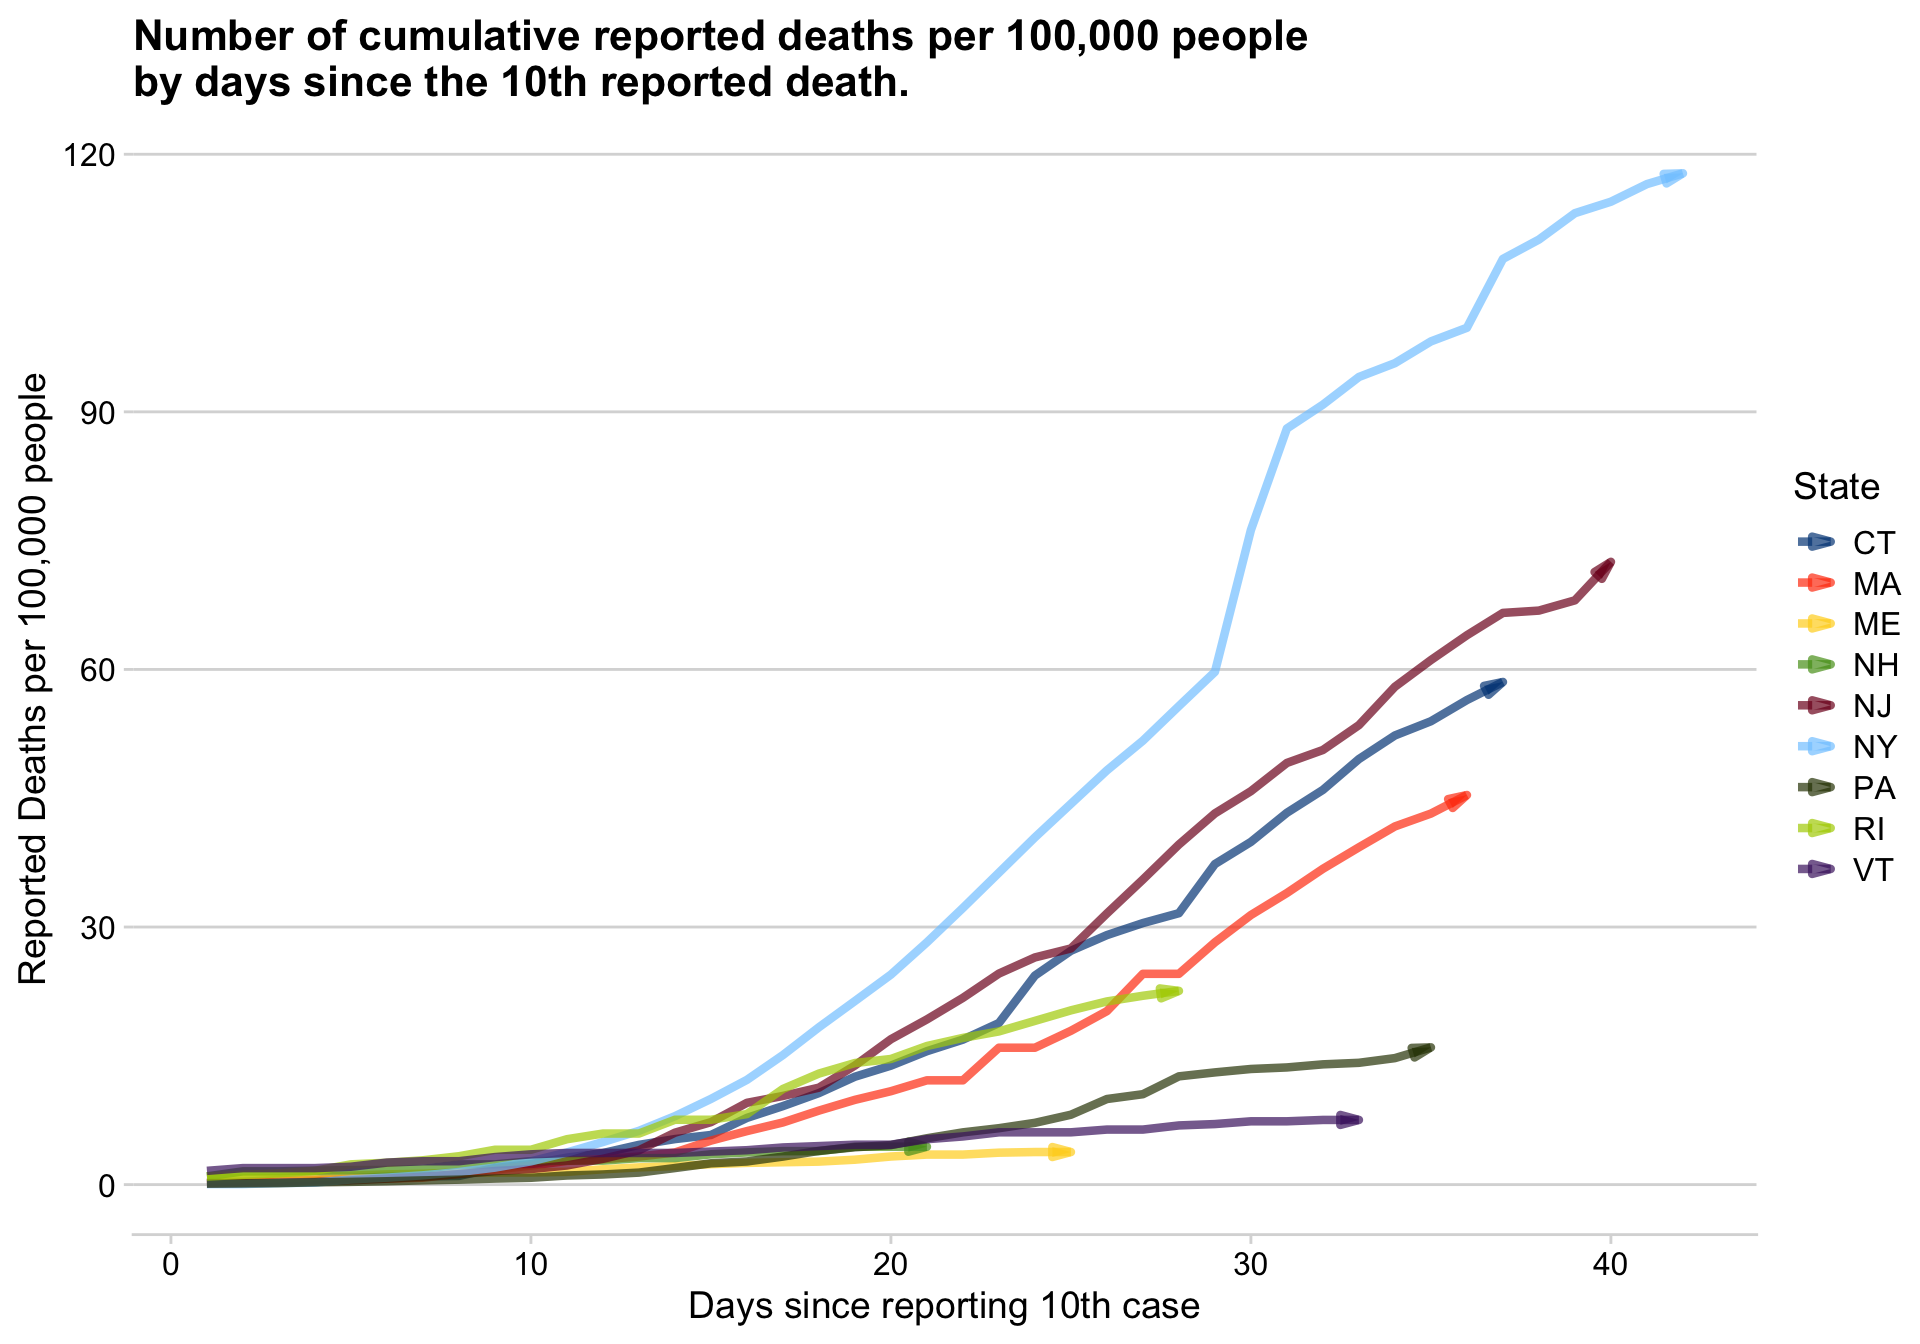 Number of cumulative reported deaths per 100,000 people
by days since the 10th reported death.
Reported Deaths per 100,000 people
120
90
60
30
0
0
10
20
30
40
Days since reporting 10th case
State
CT
MA
ME
NH
NJ
NY
PA
RI
VT